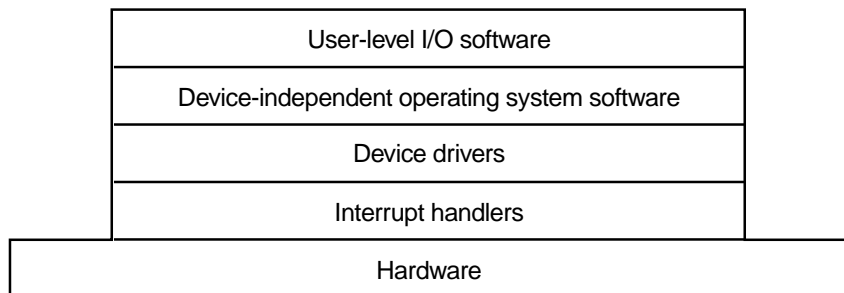 User-level I/O software
Device-independent operating system software
Device drivers
Interrupt handlers
Hardware